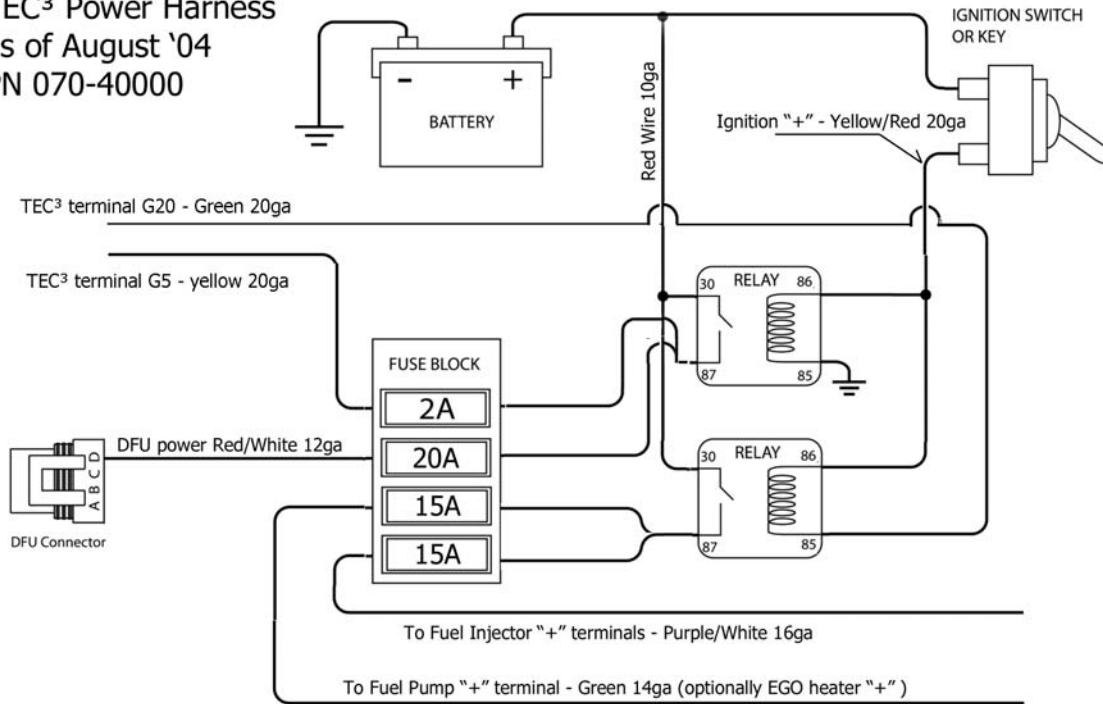 Power Harness
of August ‘04
070-40000
IGNITION SWITCH
OR KEY
- +
BATTERY
Red Wire 10ga
Ignition “+” - Yellow/Red 20ga
TEC³ terminal G20 - Green 20ga
TEC³ terminal G5 - yellow 20ga
30 RELAY 86
87 85
FUSE BLOCK
2A
20A
15A
15A
DFU power Red/White 12ga
A B C D
DFU Connector
30 RELAY 86
87 85
To Fuel Injector “+” terminals - Purple/White 16ga
To Fuel Pump “+” terminal - Green 14ga (optionally EGO heater “+” )